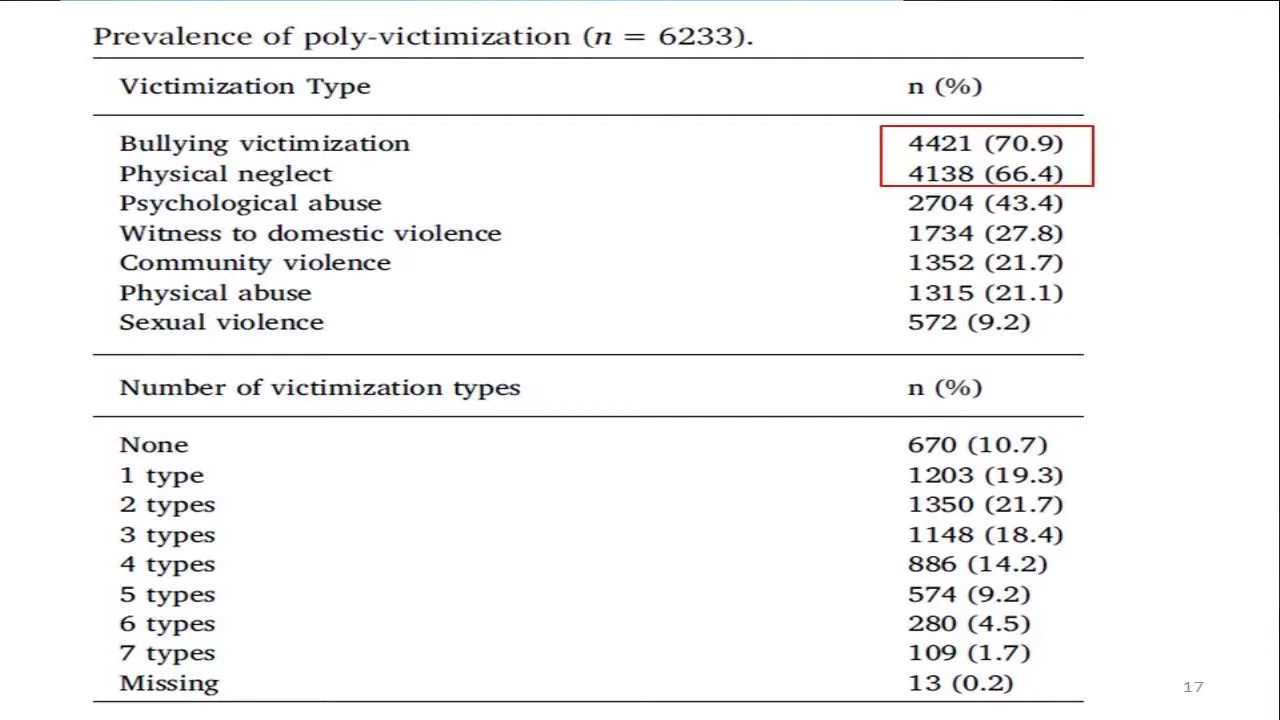 Prevalence of poly-victimization (n = 6233).
Victimization Type n (%)
Bullying victimization 4421 (70.9)
Physical neglect 4138 (66.4)
Psychological abuse 2704 (43.4)
Witness to domestic violence 1734 (27.8)
Community violence 1352 (21.7)
Physical abuse 1315 (21.1)
Sexual violence 572 (9.2)
Number of victimization types n (%)
None 670 (10.7)
1 type 1203 (19.3)
2 types 1350 (21.7)
3 types 1148 (18.4)
4 types 886 (14.2)
5 types 574 (9.2)
6 types 280 (4.5)
7 types 109 (1.7)
Missing 13 (0.2)
17